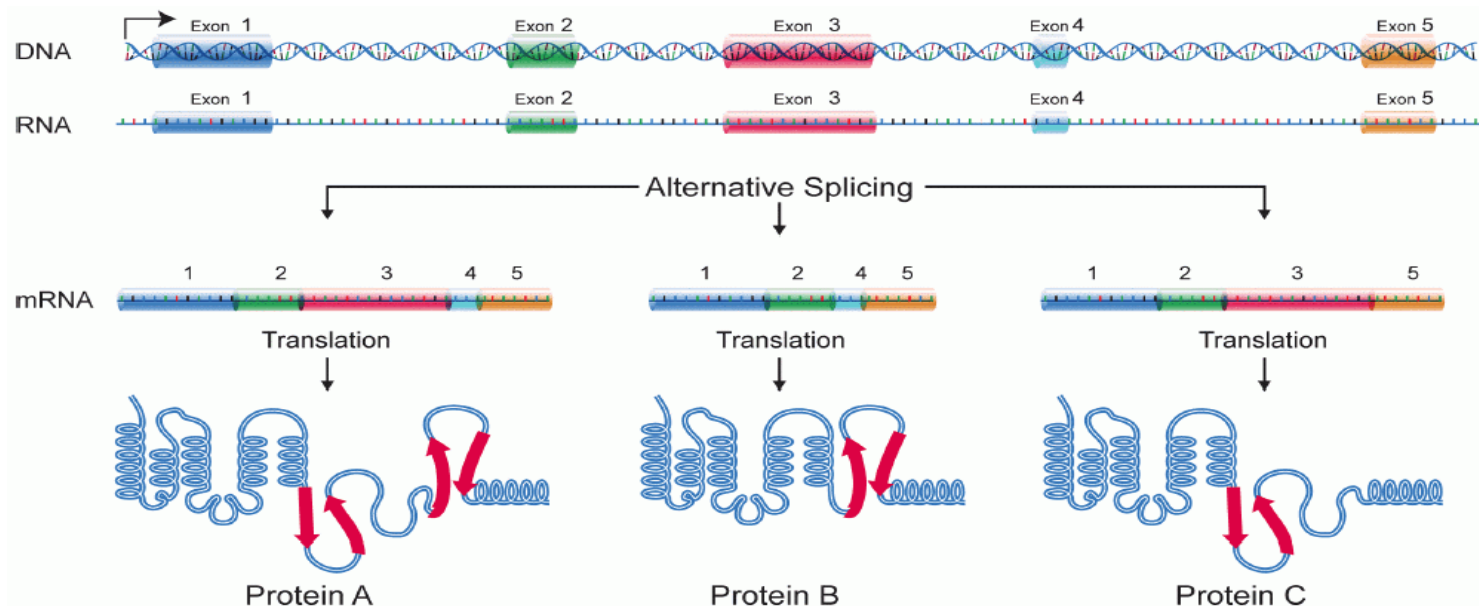 Exon 1 Exon 2 Exon 3 Exon 4 Exon 5
DNA
Exon 1 Exon 2 Exon 3 Exon 4 Exon 5
RNA
Alternative Splicing
1 2 3 4 5 1 2 4 5 1 2 3 5
mRNA
Translation Translation Translation
Protein A Protein B Protein C